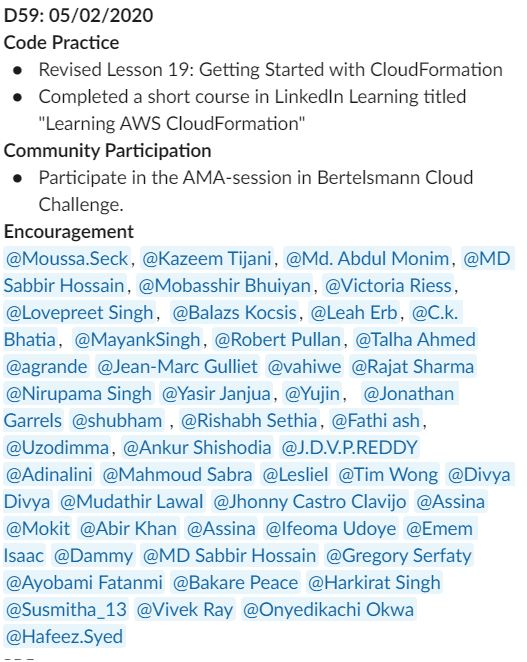 D59: 05/02/2020
Code Practice
● Revised Lesson 19: Getting Started with CloudFormation
● Completed a short course in LinkedIn Learning titled
"Learning AWS CloudFormation"
Community Participation
● Participate in the AMA-session in Bertelsmann Cloud
Challenge.
Encouragement
@Moussa.Seck, @Kazeem Tijani, @Md. Abdul Monim, @MD
Sabbir Hossain, @Mobasshir Bhuiyan, @Victoria Riess,
@Lovepreet Singh, @Balazs Kocsis, @Leah Erb, @C.k.
Bhatia, @MayankSingh, @Robert Pullan, @Talha Ahmed
@agrande @Jean-Marc Gulliet @vahiwe @Rajat Sharma
@Nirupama Singh @Yasir Janjua, @Yujin, @Jonathan
Garrels @shubham , @Rishabh Sethia, @Fathi ash,
@Uzodimma, @Ankur Shishodia @J.D.V.P.REDDY
@Adinalini @Mahmoud Sabra @Lesliel @Tim Wong @Divya
Divya @Mudathir Lawal @Jhonny Castro Clavijo @Assina
@Mokit @Abir Khan @Assina @Ifeoma Udoye @Emem
Isaac @Dammy @MD Sabbir Hossain @Gregory Serfaty
@Ayobami Fatanmi @Bakare Peace @Harkirat Singh
@Susmitha_13 @Vivek Ray @Onyedikachi Okwa
@Hafeez.Syed